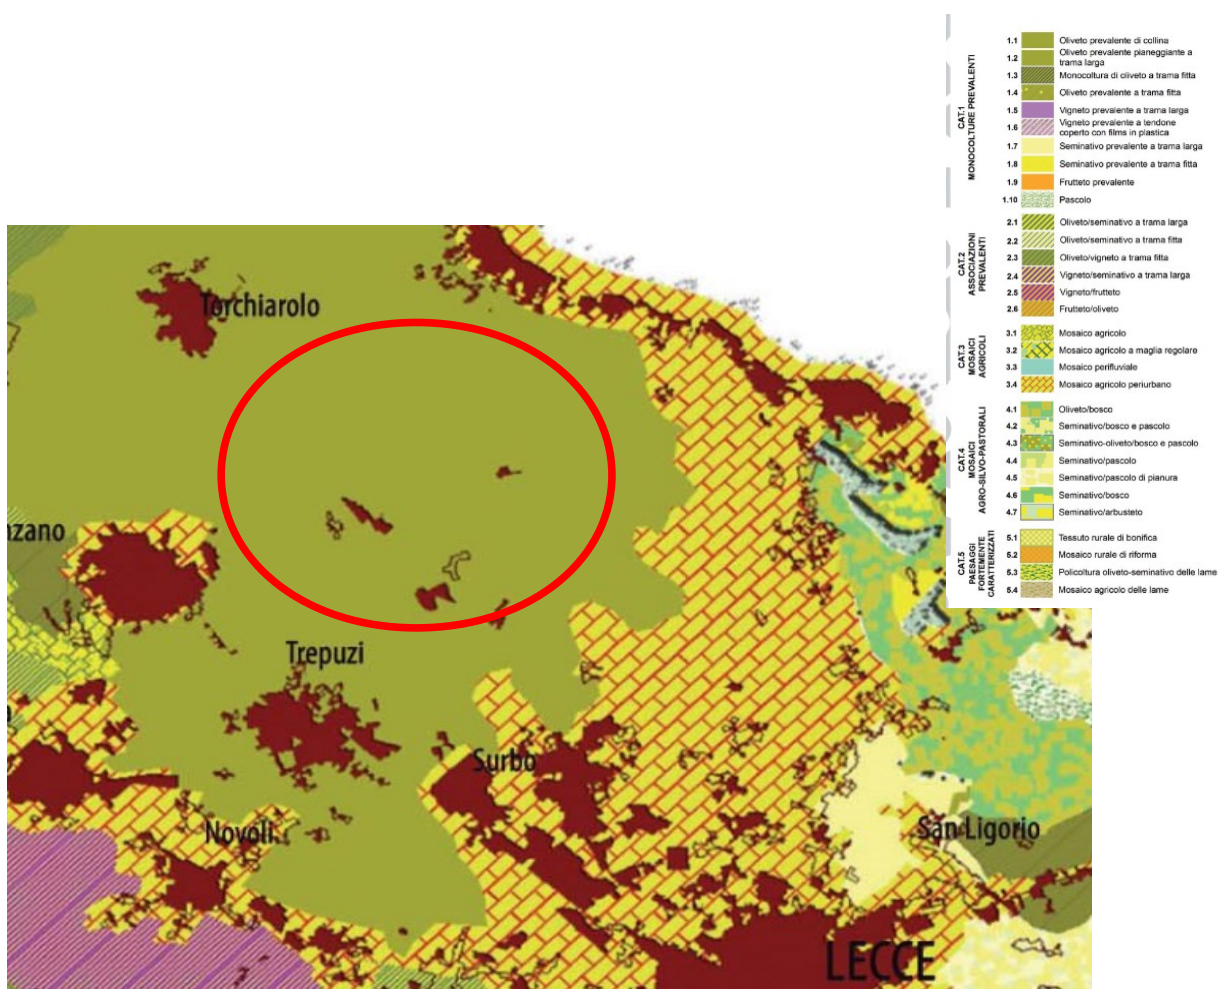 CAT.1
MONOCOLTURE PREVALENTI
1.1 Oliveto prevalente di collina
1.2 Oliveto prevalente pianeggiante a
trama larga
1.3 Monocoltura di oliveto a trama fitta
1.4 Oliveto prevalente a trama fitta
1.5 Vigneto prevalente a trama larga
1.6 Vigneto prevalente a tendone
coperto con films in plastica
1.7 Seminativo prevalente a trama larga
1.8 Seminativo prevalente a trama fitta
1.9 Frutteto prevalente
1.10 Pascolo
CAT.2
ASSOCIAZIONI
PREVALENTI
2.1 Oliveto/seminativo a trama larga
2.2 Oliveto/seminativo a trama fitta
2.3 Oliveto/vigneto a trama fitta
2.4 Vigneto/seminativo a trama larga
2.5 Vigneto/frutteto
2.6 Frutteto/oliveto
CAT.3
MOSAICI
AGRICOLI
3.1 Mosaico agricolo
3.2 Mosaico agricolo a maglia regolare
3.3 Mosaico perifluviale
3.4 Mosaico agricolo periurbano
CAT.4
MOSAICI
AGRO-SILVO-PASTORALI
4.1 Oliveto/bosco
4.2 Seminativo/bosco e pascolo
4.3 Seminativo-oliveto/bosco e pascolo
4.4 Seminativo/pascolo
4.5 Seminativo/pascolo di pianura
4.6 Seminativo/bosco
4.7 Seminativo/arbusteto
CAT.5
PAESAGGI
FORTEMENTE
CARATTERIZZATI
5.1 Tessuto rurale di bonifica
5.2 Mosaico rurale di riforma
5.3 Policoltura oliveto-seminativo delle lame
5.4 Mosaico agricolo delle lame
Torchiarolo
nzano
Trepuzi
Surbo
Novoli
San Ligorio
LECCE